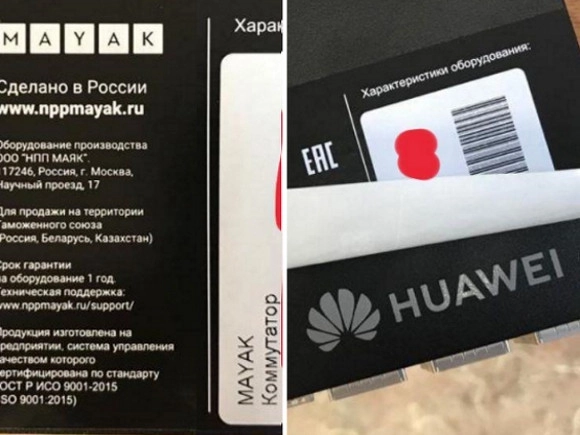 MAYAK
Сделано в России
www.nppmayak.ru
Оборудование производства
ООО "НПП МАЯК".
117246, Россия, г. Москва,
Научный проезд, 17
Для продажи на территории
Таможенного союза
(Россия, Беларусь, Казахстан)
Срок гарантии
на оборудование 1 год.
Техническая поддержка:
www.nppmayak.ru/support/
Продукция изготовлена на
предприятии, система управления
качеством которого
сертифицирована по стандарту
ГОСТ Р ИСО 9001-2015
(ISO 9001:2015)
Харак
MAYAK
Коммутатор
Характеристики оборудования:
EAC
HUAWEI